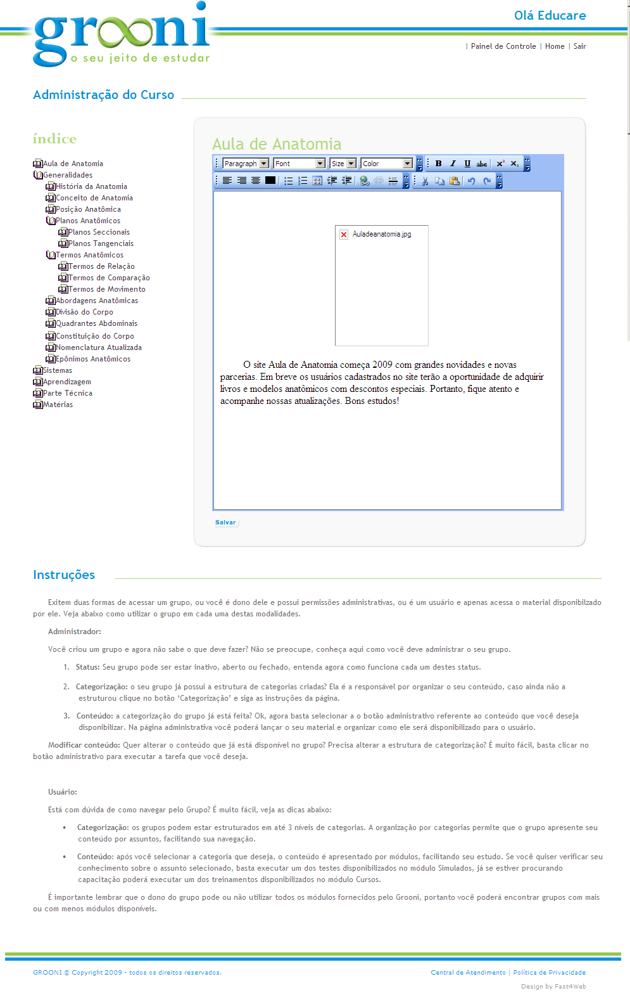 grooni
o seu jeito de estudar
Olá Educare
| Painel de Controle | Home | Sair
Administração do Curso
índice
Aula de Anatomia
Generalidades
História da Anatomia
Conceito de Anatomia
Posição Anatômica
Planos Anatômicos
Planos Seccionais
Planos Tangenciais
Termos Anatômicos
Termos de Relação
Termos de Comparação
Termos de Movimento
Abordagens Anatômicas
Divisão do Corpo
Quadrantes Abdominais
Constituição do Corpo
Nomenclatura Atualizada
Epônimos Anatômicos
Sistemas
Aprendizagem
Parte Técnica
Matérias
Aula de Anatomia
Paragraph Font Size Color B I U abc x² x₂
Auladeanatomia.jpg
O site Aula de Anatomia começa 2009 com grandes novidades e novas
parcerias. Em breve os usuários cadastrados no site terão a oportunidade de adquirir
livros e modelos anatômicos com descontos especiais. Portanto, fique atento e
acompanhe nossas atualizações. Bons estudos!
Salvar
Instruções
Exitem duas formas de acessar um grupo, ou você é dono dele e possui permissões administrativas, ou é um usuário e apenas acessa o material disponibilzado
por ele. Veja abaixo como utilizar o grupo em cada uma destas modalidades.
Administrador:
Você criou um grupo e agora não sabe o que deve fazer? Não se preocupe, conheça aqui como você deve administrar o seu grupo.
1. Status: Seu grupo pode ser estar inativo, aberto ou fechado, entenda agora como funciona cada um destes status.
2. Categorização: o seu grupo já possui a estrutura de categorias criadas? Ela é a responsável por organizar o seu conteúdo, caso ainda não a
estruturou clique no botão ‘Categorização’ e siga as instruções da página.
3. Conteúdo: a categorização do grupo já está feita? Ok, agora basta selecionar a o botão administrativo referente ao conteúdo que você deseja
disponibilizar. Na página administrativa você poderá lançar o seu material e organizar como ele será disponibilizado para o usuário.
Modificar conteúdo: Quer alterar o conteúdo que já está disponível no grupo? Precisa alterar a estrutura de categorização? É muito fácil, basta clicar no
botão administrativo para executar a tarefa que você deseja.
Usuário:
Está com dúvida de como navegar pelo Grupo? É muito fácil, veja as dicas abaixo:
• Categorização: os grupos podem estar estruturados em até 3 níveis de categorias. A organização por categorias permite que o grupo apresente seu
conteúdo por assuntos, facilitando sua navegação.
• Conteúdo: após você selecionar a categoria que deseja, o conteúdo é apresentado por módulos, facilitando seu estudo. Se você quiser verificar seu
conhecimento sobre o assunto selecionado, basta executar um dos testes disponibilizados no módulo Simulados, já se estiver procurando
capacitação poderá executar um dos treinamentos disponibilizados no módulo Cursos.
É importante lembrar que o dono do grupo pode ou não utilizar todos os módulos fornecidos pelo Grooni, portanto você poderá encontrar grupos com mais
ou com menos módulos disponíveis.
GROONI © Copyright 2009 - todos os direitos reservados.
Central de Atendimento | Política de Privacidade
Design by Fast4Web